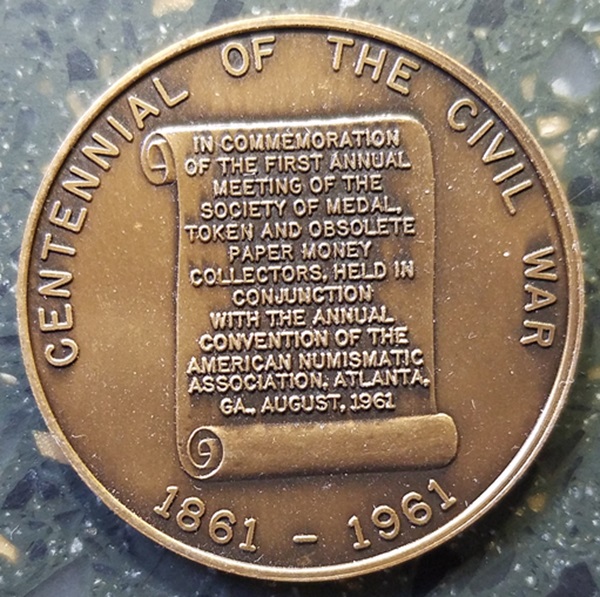 CENTENNIAL OF THE CIVIL WAR
IN COMMEMORATION
OF THE FIRST ANNUAL
MEETING OF THE
SOCIETY OF MEDAL,
TOKEN AND OBSOLETE
PAPER MONEY
COLLECTORS, HELD IN
CONJUNCTION
WITH THE ANNUAL
CONVENTION OF THE
AMERICAN NUMISMATIC
ASSOCIATION, ATLANTA,
GA., AUGUST, 1961
1861 - 1961